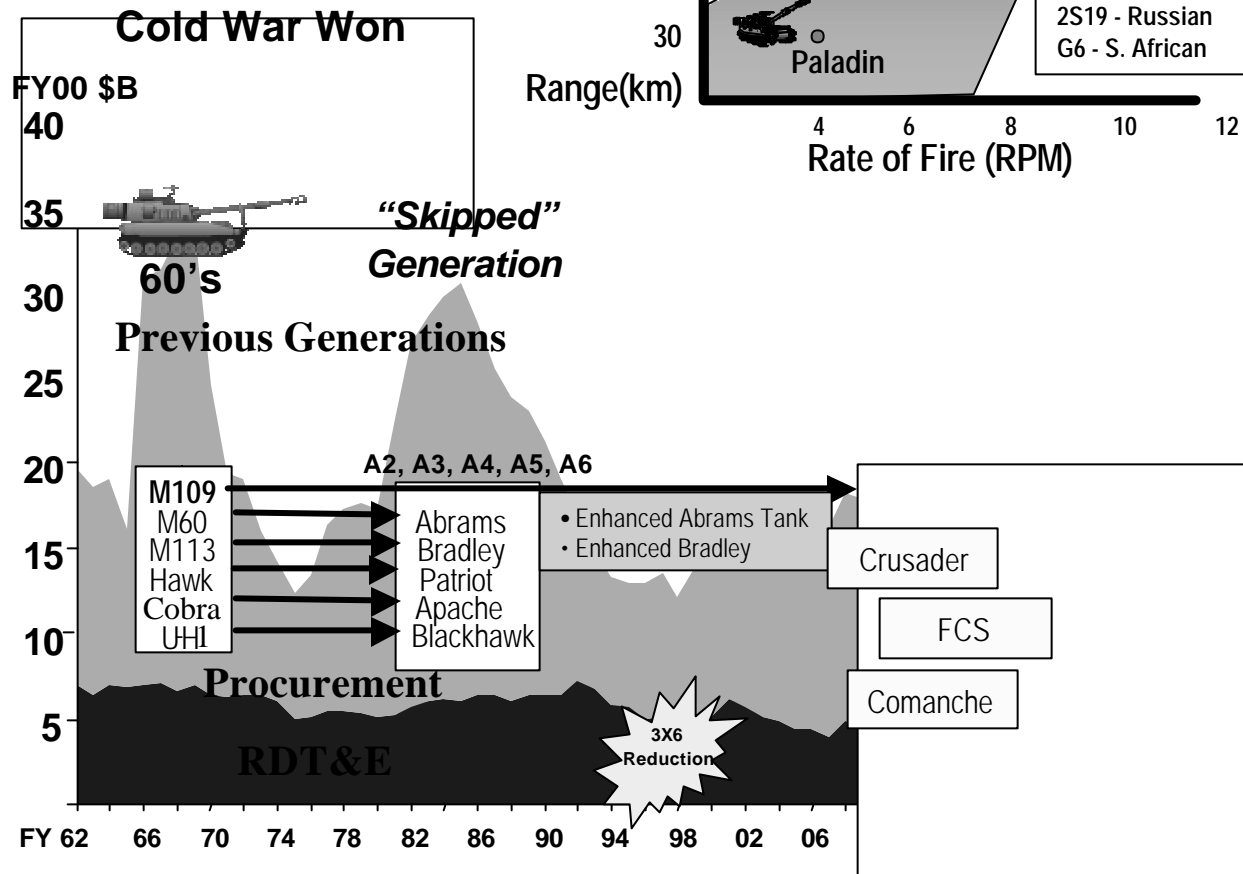 Cold War Won
FY00 $B
40
35
30
25
20
15
10
5
60's
“Skipped”
Generation
Previous Generations
A2, A3, A4, A5, A6
M109
M60
M113
Hawk
Cobra
UH1
Abrams
Bradley
Patriot
Apache
Blackhawk
• Enhanced Abrams Tank
• Enhanced Bradley
Crusader
FCS
Comanche
Procurement
RDT&E
3X6
Reduction
FY 62 66 70 74 78 82 86 90 94 98 02 06
30
Range(km)
Paladin
2S19 - Russian
G6 - S. African
4 6 8 10 12
Rate of Fire (RPM)